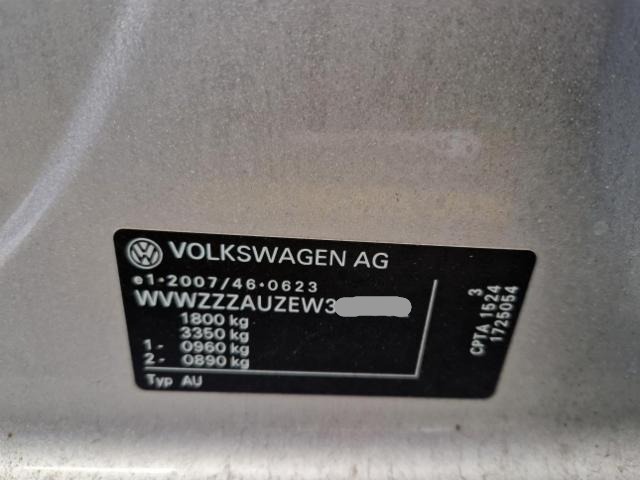 VOLKSWAGEN AG
e1*2007/46*0623
WVWZZZAUZEW3
1800 kg
3350 kg
1- 0960 kg
2- 0890 kg
Typ AU
3
CPTA 1524
1725054